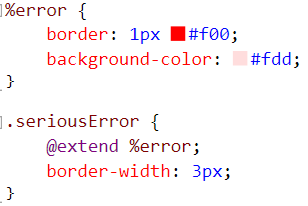 %error {
    border: 1px #f00;
    background-color: #fdd;
}
.seriousError {
    @extend %error;
    border-width: 3px;
}